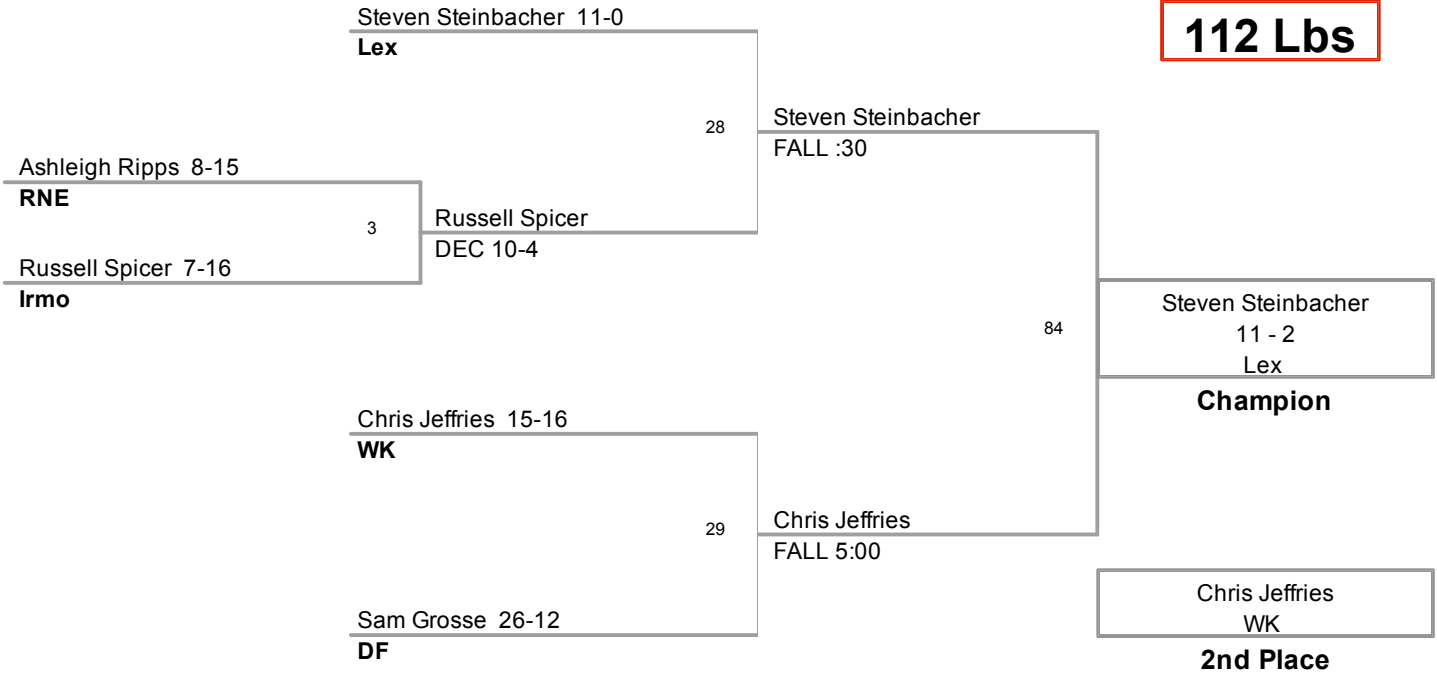 112 Lbs
Steven Steinbacher 11-0
Lex
28
Steven Steinbacher
FALL :30
Ashleigh Ripps 8-15
RNE
3
Russell Spicer
DEC 10-4
Russell Spicer 7-16
Irmo
84
Steven Steinbacher
11 - 2
Lex
Champion
Chris Jeffries 15-16
WK
29
Chris Jeffries
FALL 5:00
Sam Grosse 26-12
DF
Chris Jeffries
WK
2nd Place